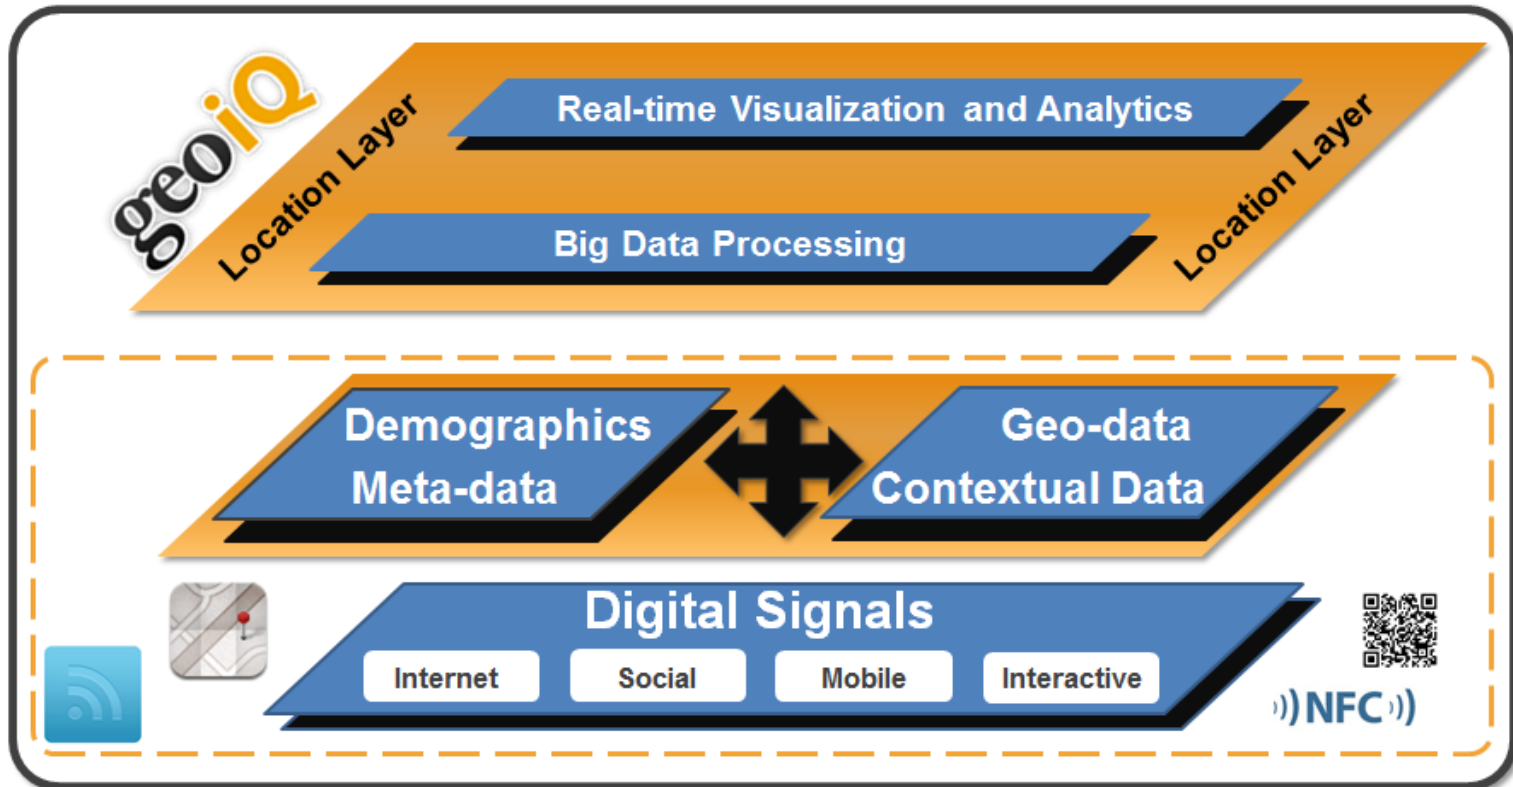 geoiQ
Location Layer
Real-time Visualization and Analytics
Big Data Processing
Location Layer
Demographics
Meta-data
Geo-data
Contextual Data
Digital Signals
Internet
Social
Mobile
Interactive
NFC